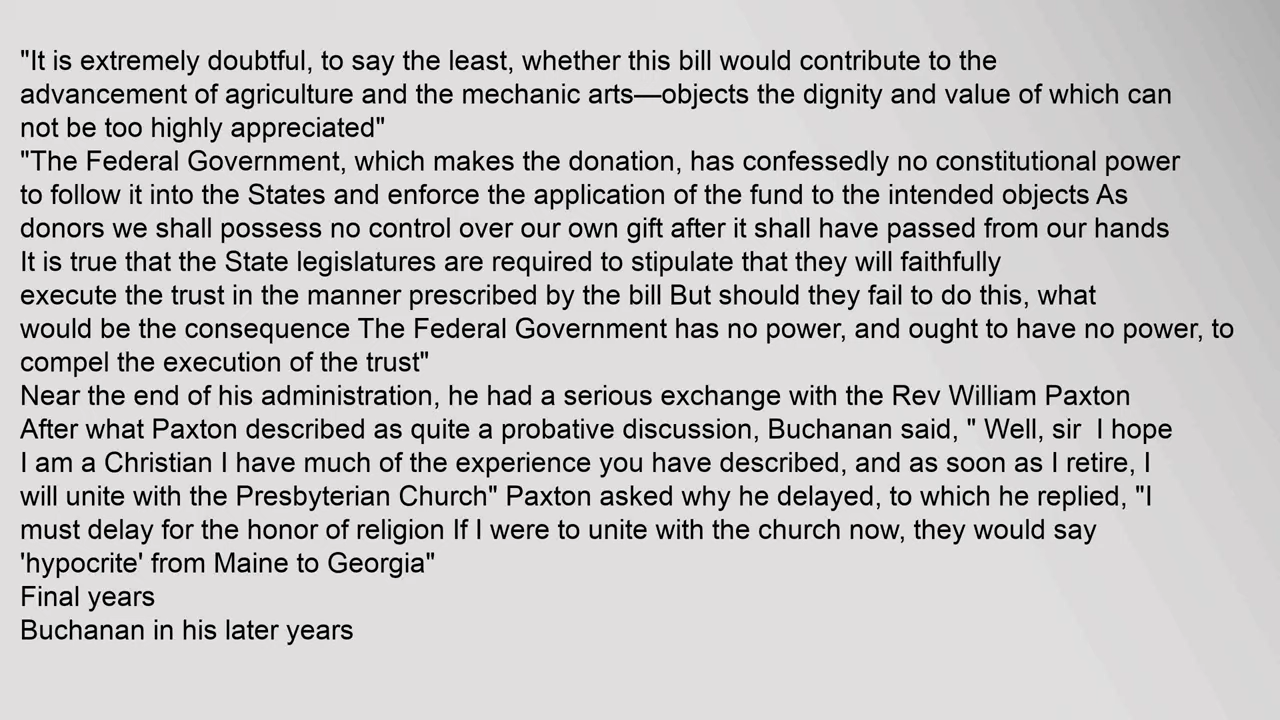 "It is extremely doubtful, to say the least, whether this bill would contribute to the
advancement of agriculture and the mechanic arts—objects the dignity and value of which can
not be too highly appreciated"
"The Federal Government, which makes the donation, has confessedly no constitutional power
to follow it into the States and enforce the application of the fund to the intended objects As
donors we shall possess no control over our own gift after it shall have passed from our hands
It is true that the State legislatures are required to stipulate that they will faithfully
execute the trust in the manner prescribed by the bill But should they fail to do this, what
would be the consequence The Federal Government has no power, and ought to have no power, to
compel the execution of the trust"
Near the end of his administration, he had a serious exchange with the Rev William Paxton
After what Paxton described as quite a probative discussion, Buchanan said, " Well, sir  I hope
I am a Christian I have much of the experience you have described, and as soon as I retire, I
will unite with the Presbyterian Church" Paxton asked why he delayed, to which he replied, "I
must delay for the honor of religion If I were to unite with the church now, they would say
'hypocrite' from Maine to Georgia"
Final years
Buchanan in his later years